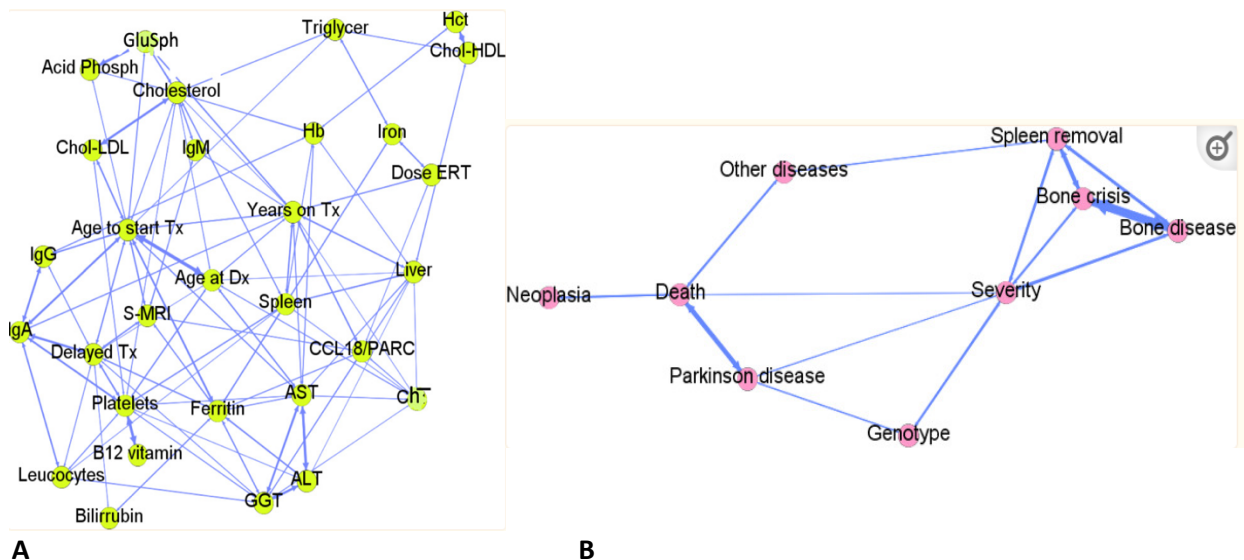 Hct
Triglycer
GluSph
Chol-HDL
Acid Phosph
Cholesterol
Hb
Iron
Chol-LDL
IgM
Dose ERT
Years on Tx
Age to start Tx
IgG
Liver
Age at Dx
Spleen
S-MRI
IgA
CCL18/PARC
Delayed Tx
AST
Platelets
Ferritin
B12 vitamin
Leucocytes
ALT
GGT
Bilirrubin
A
Spleen removal
Other diseases
Bone crisis
Bone disease
Neoplasia
Death
Severity
Parkinson disease
Genotype
B